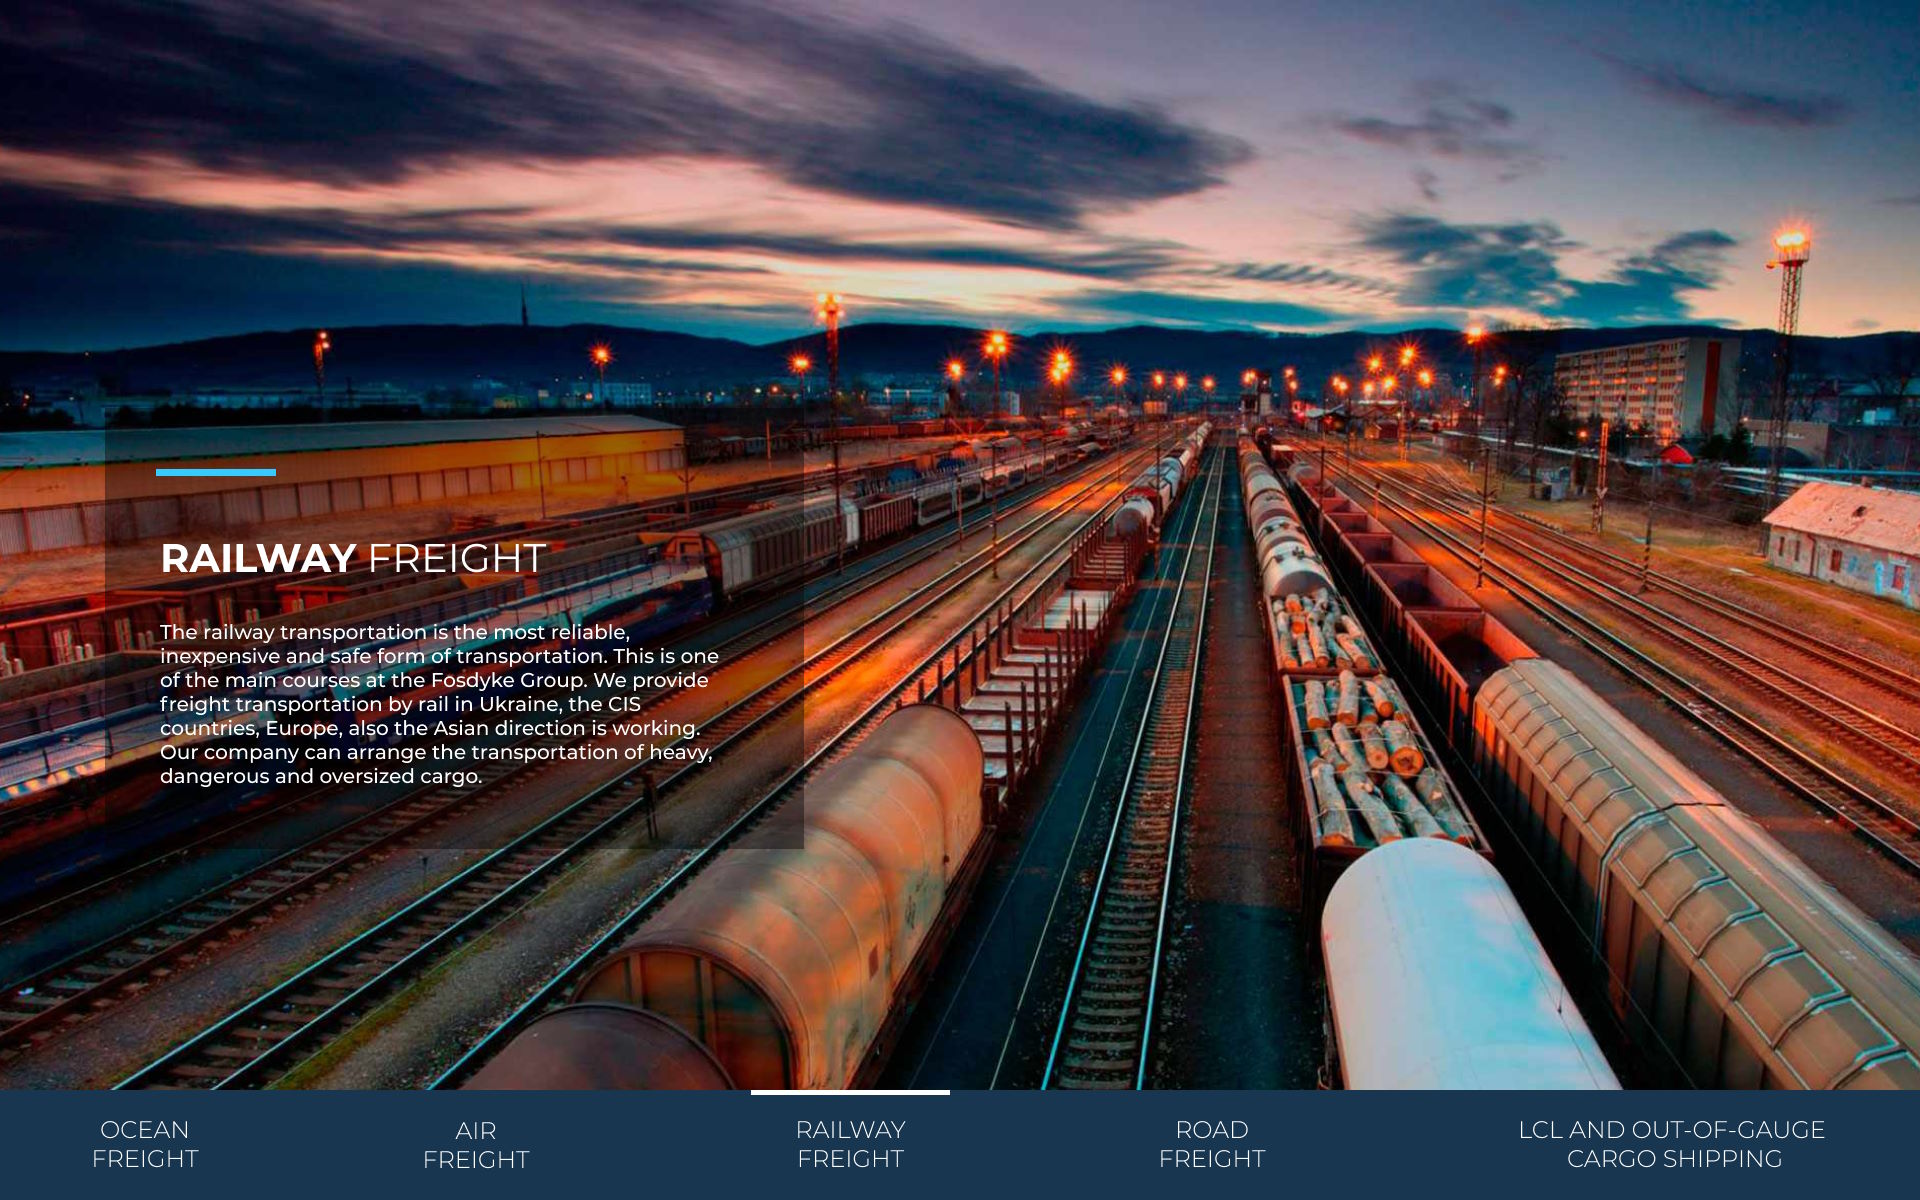 RAILWAY FREIGHT
The railway transportation is the most reliable,
inexpensive and safe form of transportation. This is one
of the main courses at the Fosdyke Group. We provide
freight transportation by rail in Ukraine, the CIS
countries, Europe, also the Asian direction is working.
Our company can arrange the transportation of heavy,
dangerous and oversized cargo.
OCEAN
FREIGHT
AIR
FREIGHT
RAILWAY
FREIGHT
ROAD
FREIGHT
LCL AND OUT-OF-GAUGE
CARGO SHIPPING